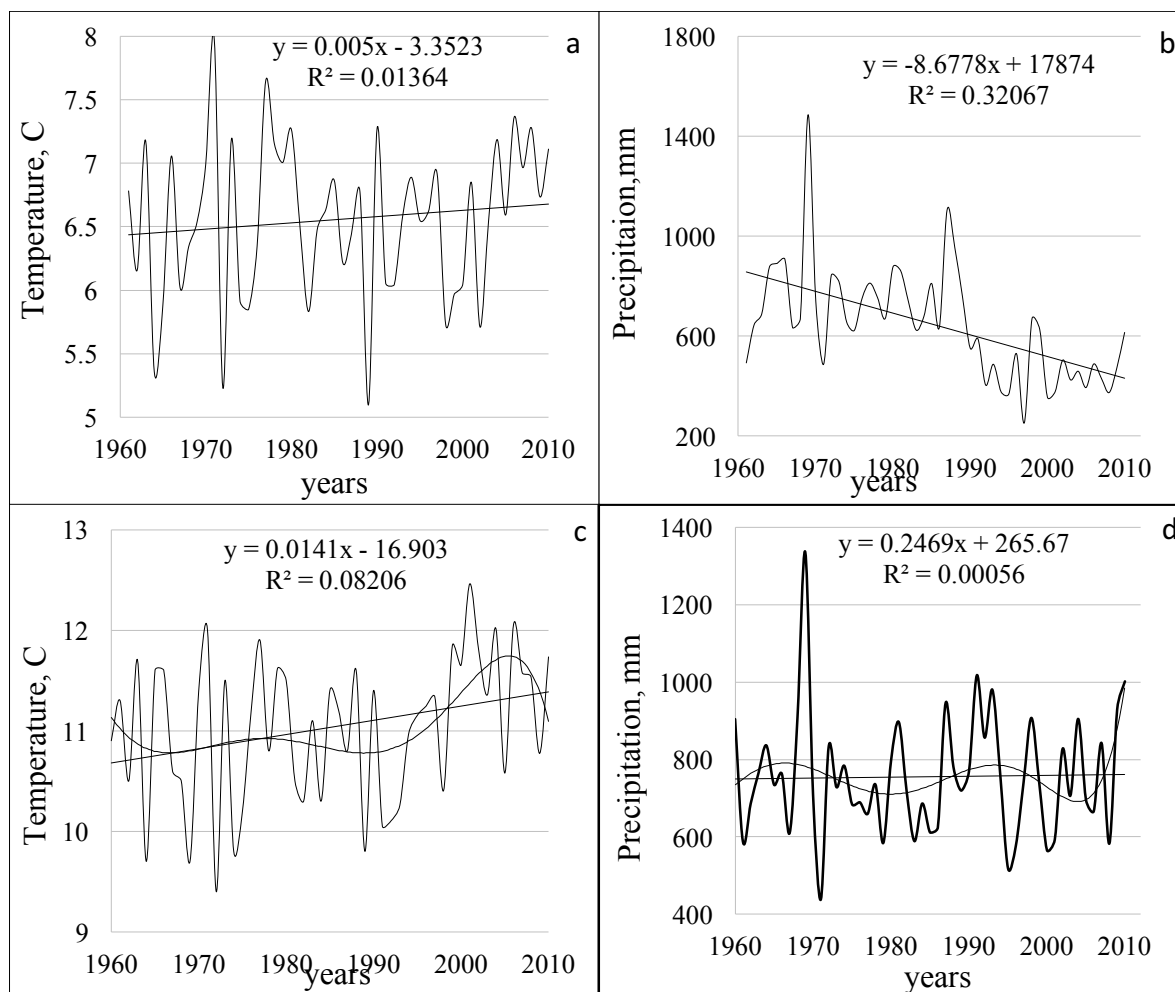 a
y = 0.005x - 3.3523
R² = 0.01364
8
7.5
7
6.5
6
5.5
5
Temperature, C
1960 1970 1980 1990 2000 2010
years
b
y = -8.6778x + 17874
R² = 0.32067
1800
1400
1000
600
200
Precipitaion,mm
1960 1970 1980 1990 2000 2010
years
c
y = 0.0141x - 16.903
R² = 0.08206
13
12
11
10
9
Temperature, C
1960 1970 1980 1990 2000 2010
years
d
y = 0.2469x + 265.67
R² = 0.00056
1400
1200
1000
800
600
400
Precipitation, mm
1960 1970 1980 1990 2000 2010
years